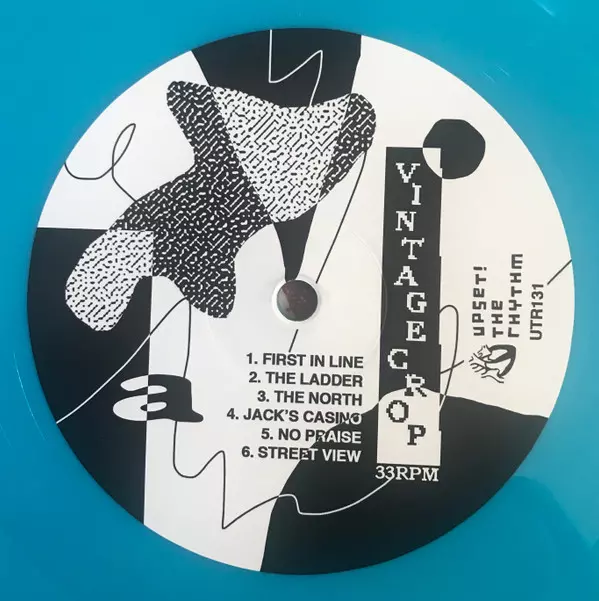 VINTAGE CROP
UPSET!
THE
RHYTHM
UTR131
1. FIRST IN LINE
2. THE LADDER
3. THE NORTH
4. JACK'S CASINO
5. NO PRAISE
6. STREET VIEW
a
33RPM